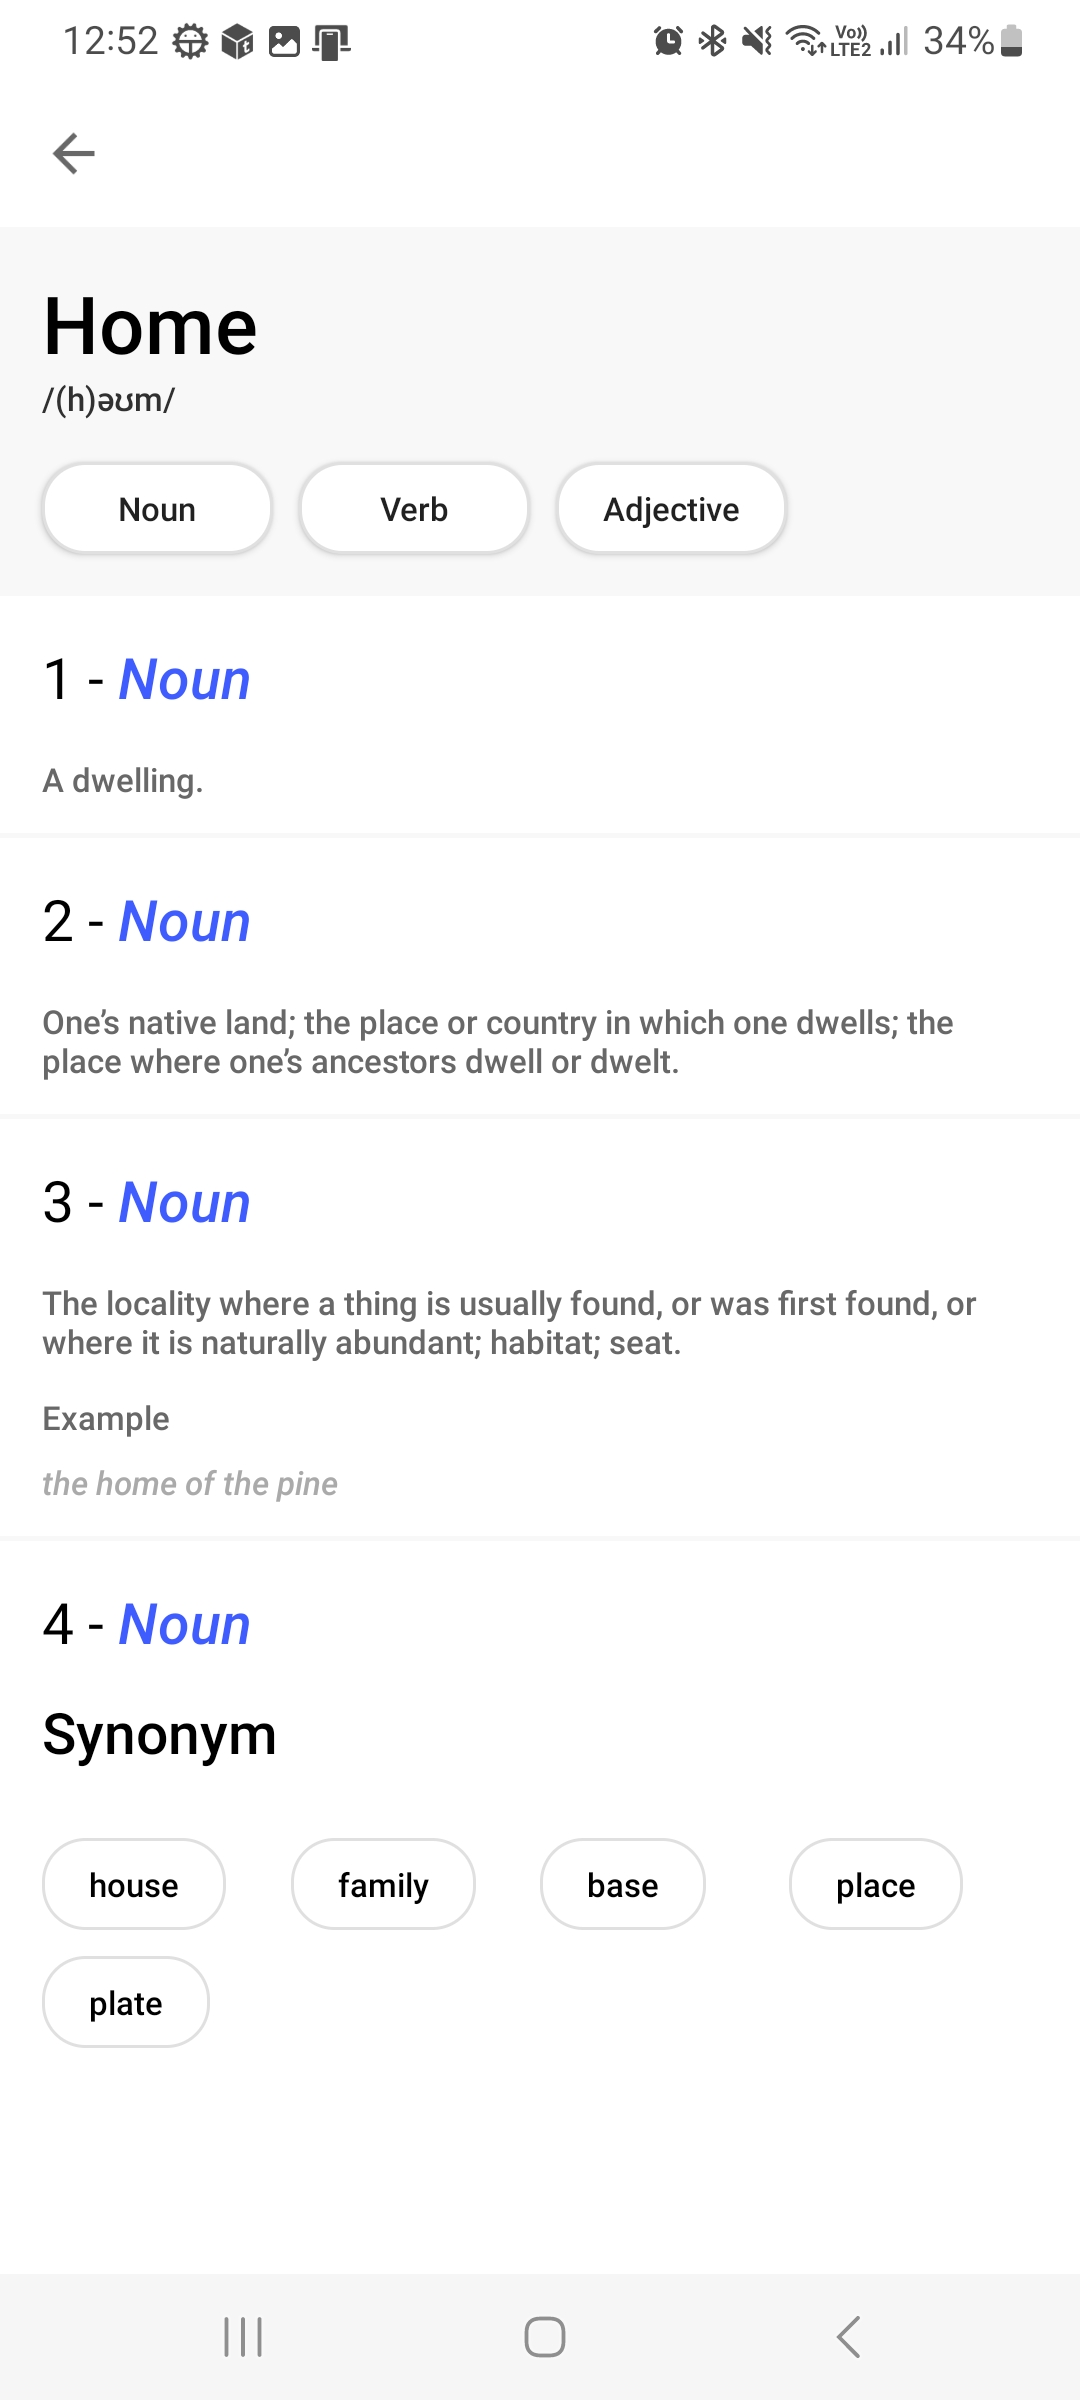 12:52 Vo)) LTE2 34%
Home
/(h)əʊm/
Noun Verb Adjective
1 - Noun
A dwelling.
2 - Noun
One’s native land; the place or country in which one dwells; the
place where one’s ancestors dwell or dwelt.
3 - Noun
The locality where a thing is usually found, or was first found, or
where it is naturally abundant; habitat; seat.
Example
the home of the pine
4 - Noun
Synonym
house family base place
plate